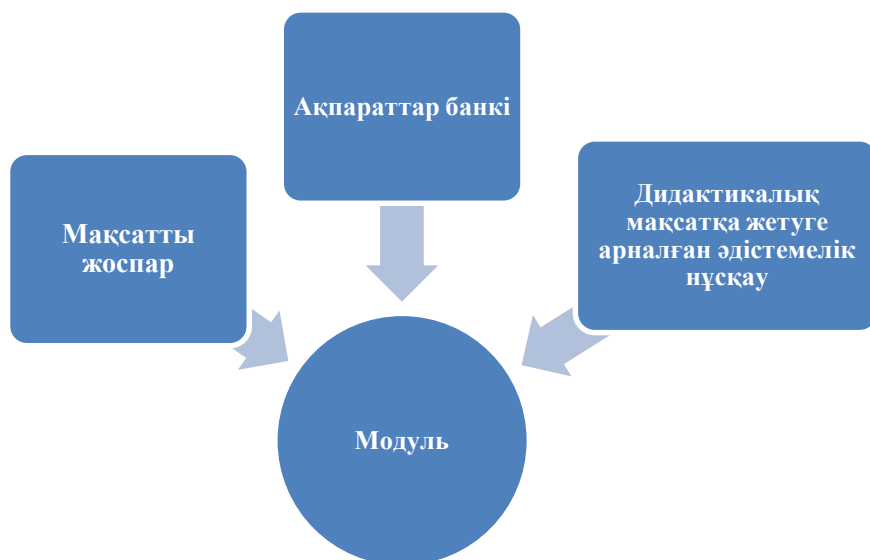 Ақпараттар банкі
Мақсатты
жоспар
Дидактикалық
мақсатқа жетуге
арналған әдістемелік
нұсқау
Модуль